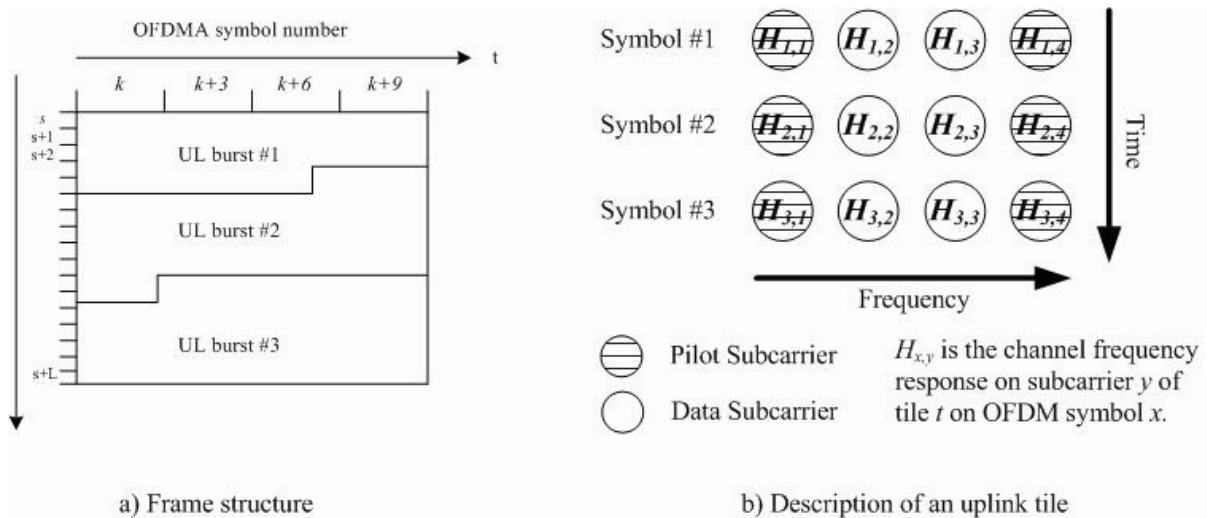 OFDMA symbol number
t
k k+3 k+6 k+9
s
s+1
s+2
UL burst #1
UL burst #2
UL burst #3
s+L
a) Frame structure
Symbol #1 H1,1 H1,2 H1,3 H1,4
Symbol #2 H2,1 H2,2 H2,3 H2,4
Symbol #3 H3,1 H3,2 H3,3 H3,4
Time
Frequency
Pilot Subcarrier
Data Subcarrier
Hx,y is the channel frequency
response on subcarrier y of
tile t on OFDM symbol x.
b) Description of an uplink tile